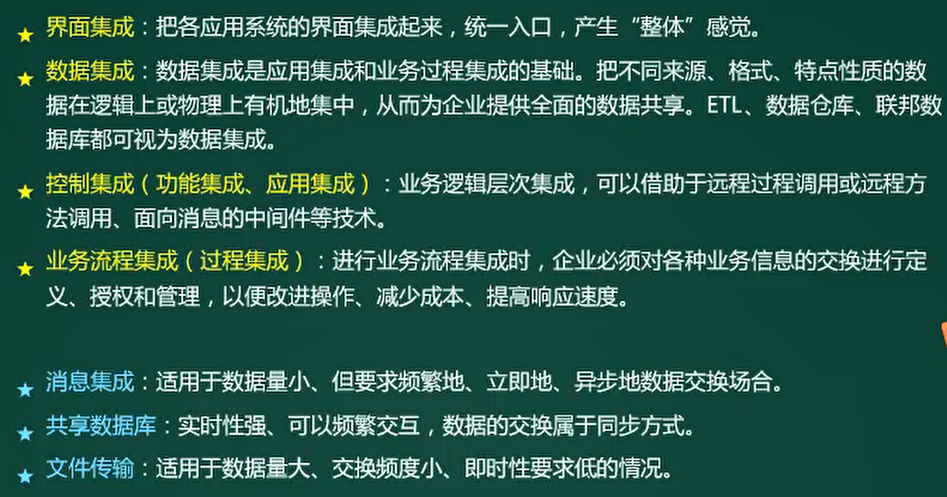 ★ 界面集成：把各应用系统的界面集成起来，统一入口，产生“整体”感觉。
★ 数据集成：数据集成是应用集成和业务过程集成的基础。把不同来源、格式、特点性质的数
据在逻辑上或物理上有机地集中，从而为企业提供全面的数据共享。ETL、数据仓库、联邦数
据库都可视为数据集成。
★ 控制集成（功能集成、应用集成）：业务逻辑层次集成，可以借助于远程过程调用或远程方
法调用、面向消息的中间件等技术。
★ 业务流程集成（过程集成）：进行业务流程集成时，企业必须对各种业务信息的交换进行定
义、授权和管理，以便改进操作、减少成本、提高响应速度。
★ 消息集成：适用于数据量小、但要求频繁地、立即地、异步地数据交换场合。
★ 共享数据库：实时性强、可以频繁交互，数据的交换属于同步方式。
★ 文件传输：适用于数据量大、交换频度小、即时性要求低的情况。